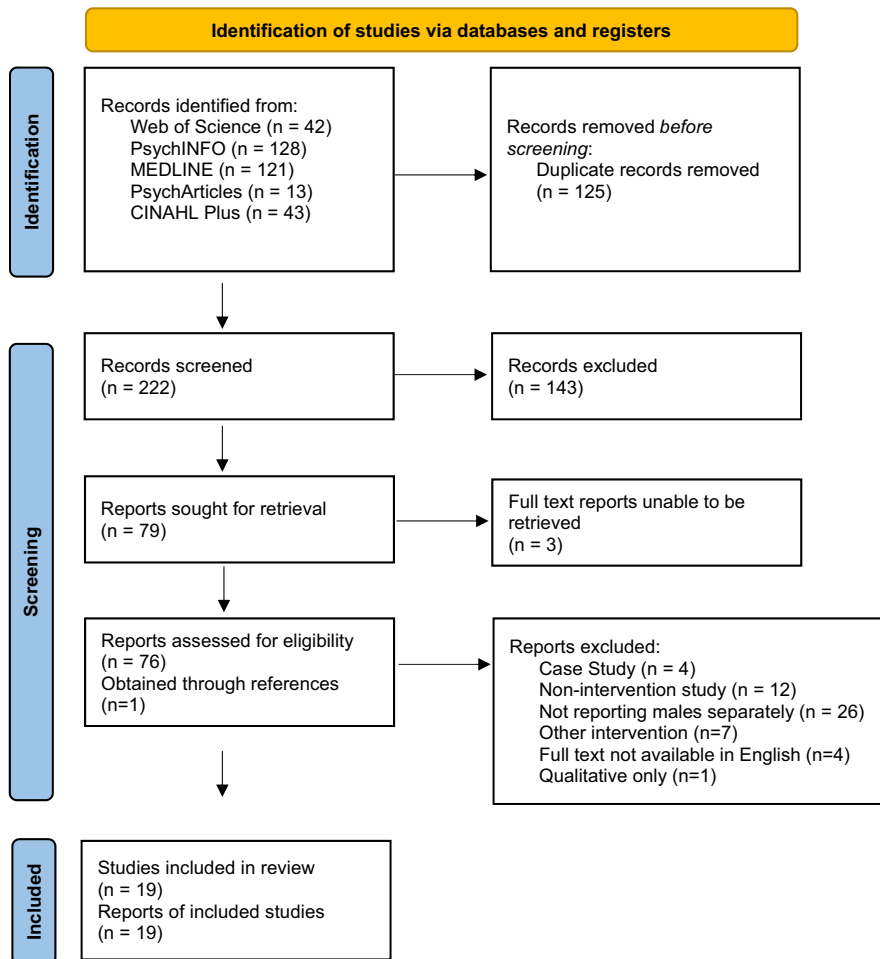 Identification of studies via databases and registers
Identification
Records identified from:
Web of Science (n = 42)
PsychINFO (n = 128)
MEDLINE (n = 121)
PsychArticles (n = 13)
CINAHL Plus (n = 43)
Records removed before
screening:
Duplicate records removed
(n = 125)
Screening
Records screened
(n = 222)
Records excluded
(n = 143)
Reports sought for retrieval
(n = 79)
Full text reports unable to be
retrieved
(n = 3)
Reports assessed for eligibility
(n = 76)
Obtained through references
(n=1)
Reports excluded:
Case Study (n = 4)
Non-intervention study (n = 12)
Not reporting males separately (n = 26)
Other intervention (n=7)
Full text not available in English (n=4)
Qualitative only (n=1)
Included
Studies included in review
(n = 19)
Reports of included studies
(n = 19)